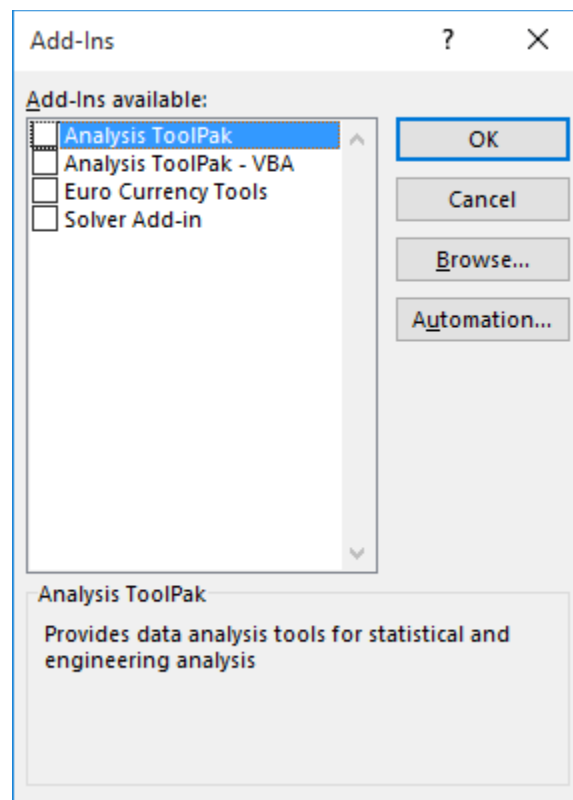 Add-Ins ?
Add-Ins available:
Analysis ToolPak
Analysis ToolPak - VBA
Euro Currency Tools
Solver Add-in
OK
Cancel
Browse...
Automation...
Analysis ToolPak
Provides data analysis tools for statistical and
engineering analysis